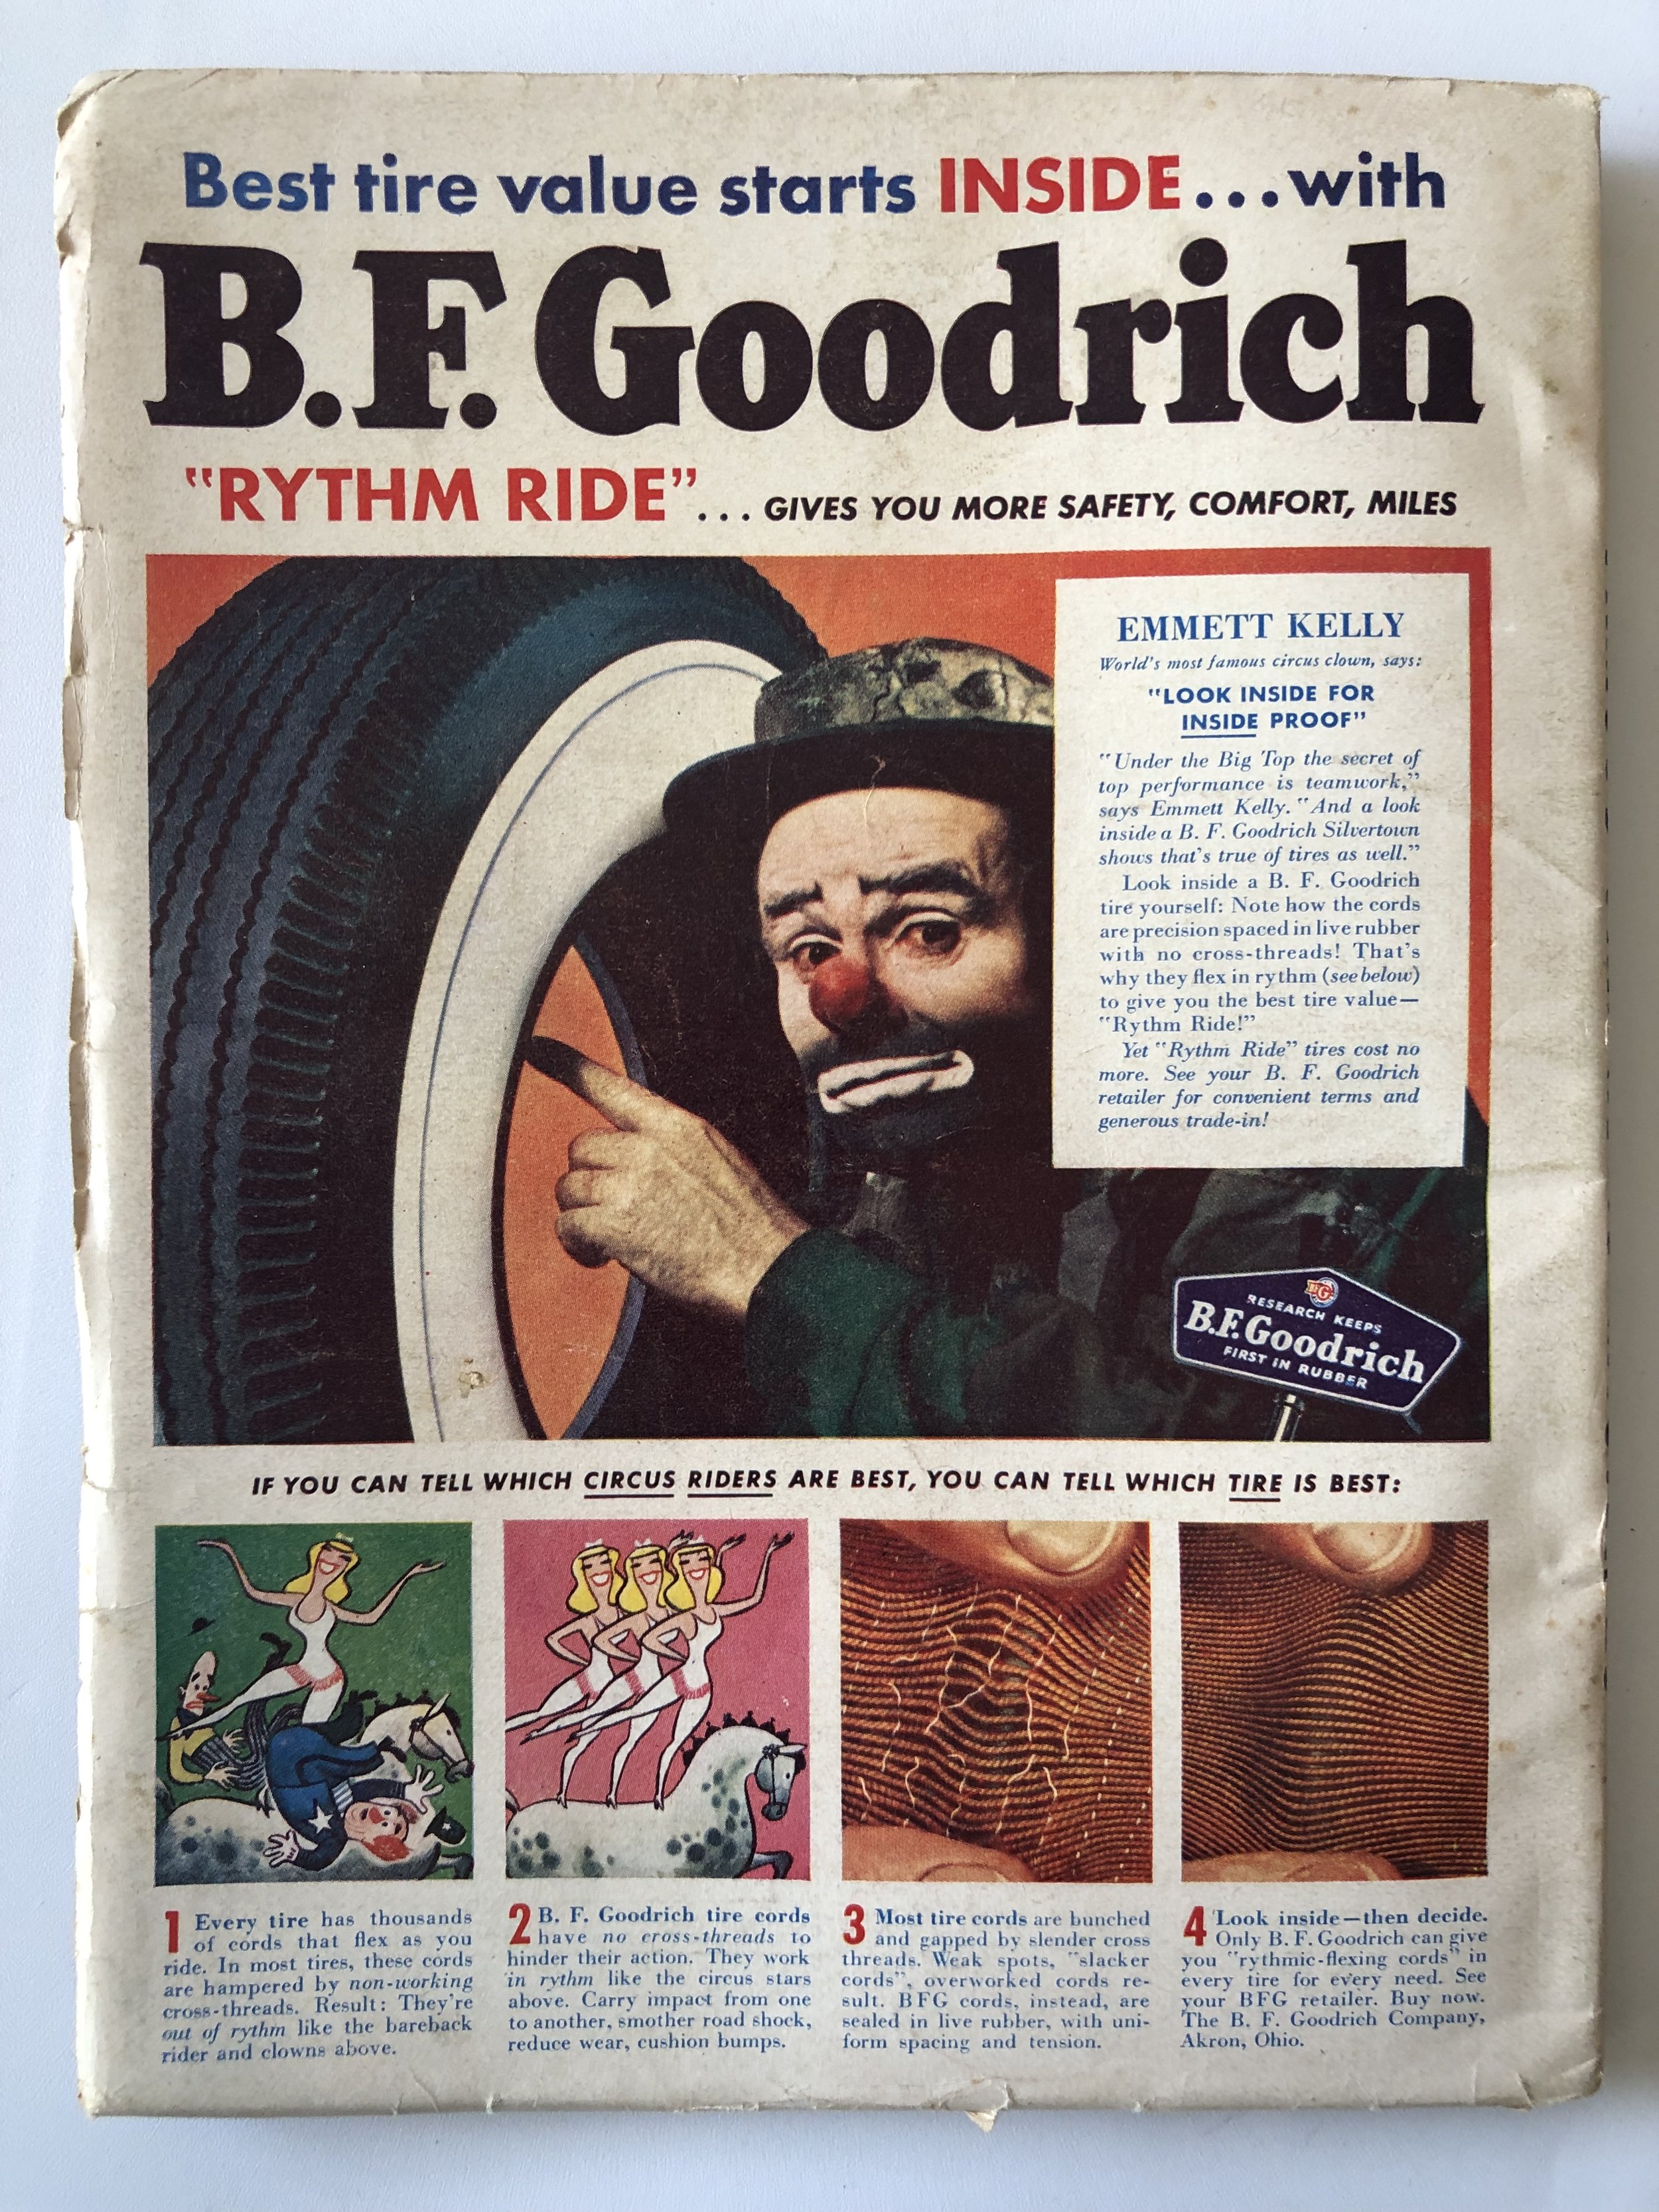 Best tire value starts INSIDE...with
B.F. Goodrich
"RYTHM RIDE"... GIVES YOU MORE SAFETY, COMFORT, MILES
EMMETT KELLY
World's most famous circus clown, says:
"LOOK INSIDE FOR
INSIDE PROOF"
"Under the Big Top the secret of
top performance is teamwork,"
says Emmett Kelly. "And a look
inside a B. F. Goodrich Silvertown
shows that's true of tires as well."
Look inside a B. F. Goodrich
tire yourself: Note how the cords
are precision spaced in live rubber
with no cross-threads! That's
why they flex in rythm (see below)
to give you the best tire value—
"Rythm Ride!"
Yet "Rythm Ride" tires cost no
more. See your B. F. Goodrich
retailer for convenient terms and
generous trade-in!
BFG
RESEARCH KEEPS
B.F. Goodrich
FIRST IN RUBBER
IF YOU CAN TELL WHICH CIRCUS RIDERS ARE BEST, YOU CAN TELL WHICH TIRE IS BEST:
1 Every tire has thousands
of cords that flex as you
ride. In most tires, these cords
are hampered by non-working
cross-threads. Result: They're
out of rythm like the bareback
rider and clowns above.
2 B. F. Goodrich tire cords
have no cross-threads to
hinder their action. They work
in rythm like the circus stars
above. Carry impact from one
to another, smother road shock,
reduce wear, cushion bumps.
3 Most tire cords are bunched
and gapped by slender cross
threads. Weak spots, "slacker
cords", overworked cords re-
sult. BFG cords, instead, are
sealed in live rubber, with uni-
form spacing and tension.
4 Look inside—then decide.
Only B. F. Goodrich can give
you "rythmic-flexing cords" in
every tire for every need. See
your BFG retailer. Buy now.
The B. F. Goodrich Company,
Akron, Ohio.